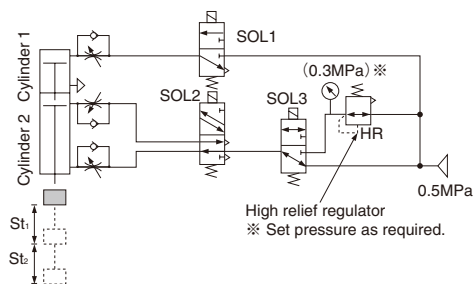 SOL1
Cylinder 1
(0.3MPa) ※
SOL2
SOL3
Cylinder 2
HR
0.5MPa
High relief regulator
※ Set pressure as required.
St1
St2